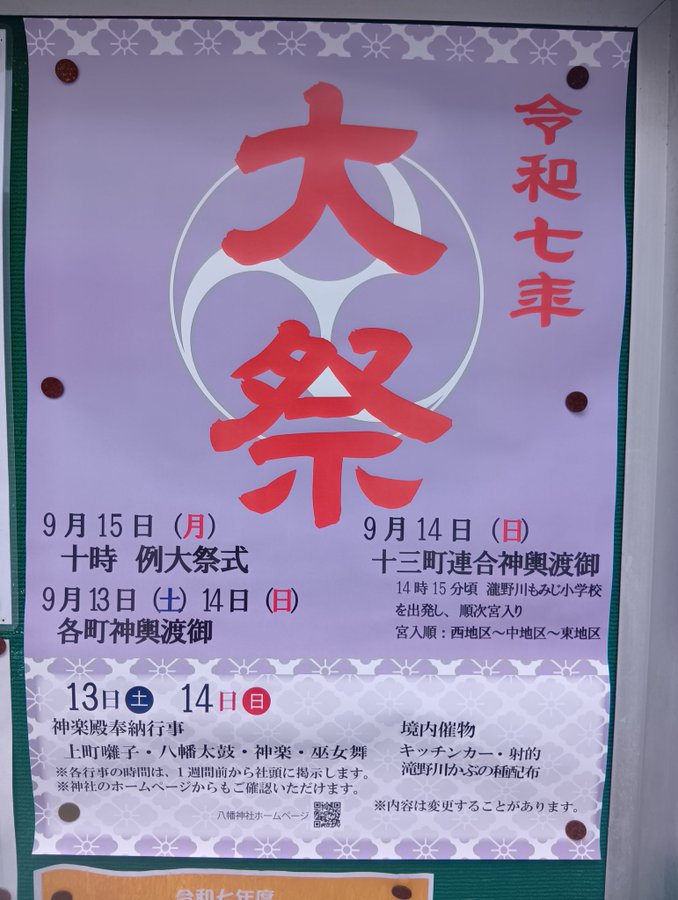 令和七年
大祭
9月15日（月）
十時 例大祭式
9月13日（土）14日（日）
各町神輿渡御
9月14日（日）
十三町連合神輿渡御
14時15分頃 瀧野川もみじ小学校
を出発し、順次宮入り
宮入順：西地区～中地区～東地区
13日土 14日日
神楽殿奉納行事
上町囃子・八幡太鼓・神楽・巫女舞
※各行事の時間は、1週間前から社頭に掲示します。
※神社のホームページからもご確認いただけます。
八幡神社ホームページ
境内催物
キッチンカー・射的
滝野川かぶの種配布
※内容は変更することがあります。
令和七年度